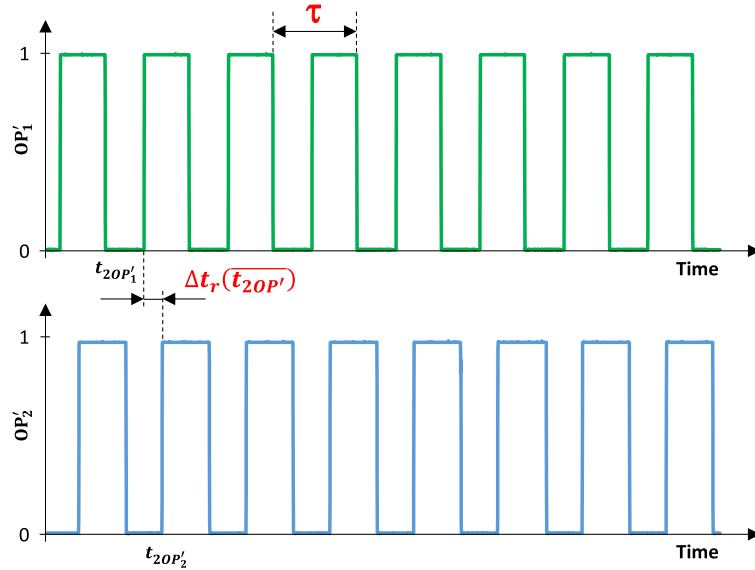 τ
1
OP′₁
0
t₂OP′₁
Time
Δtᵣ(t₂OP′)
1
OP′₂
0
t₂OP′₂
Time